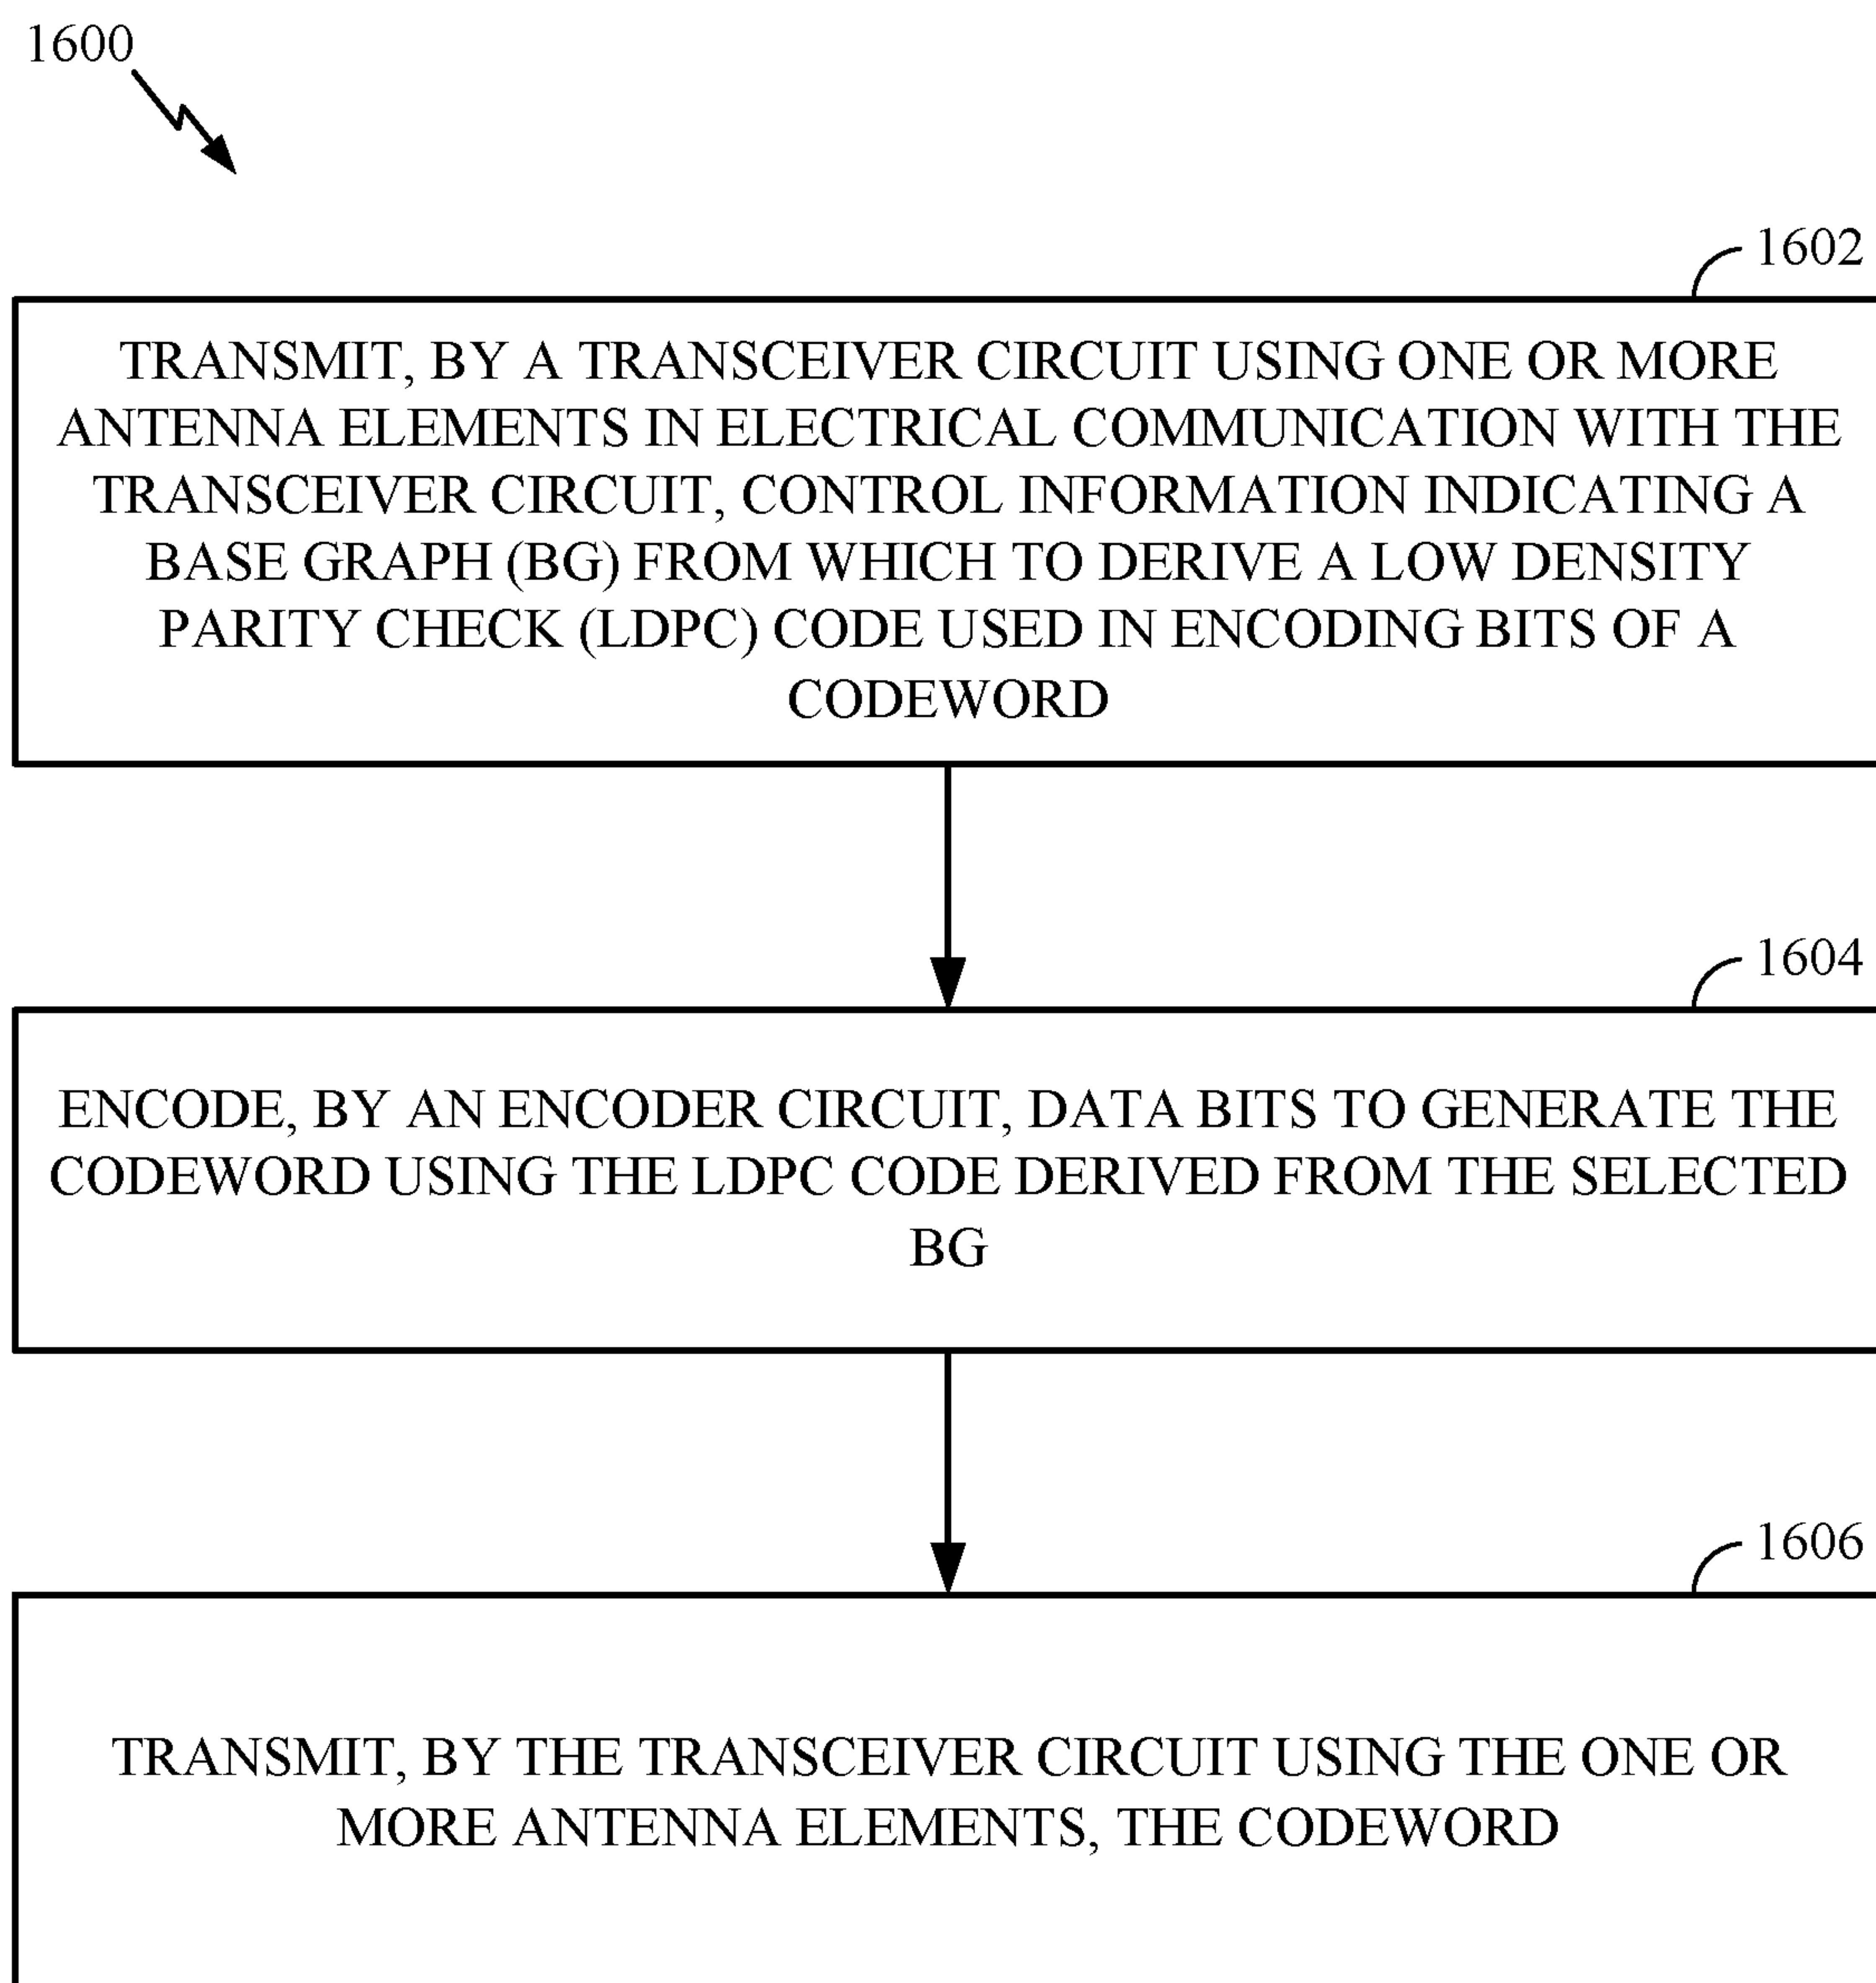 1600
1602
TRANSMIT, BY A TRANSCEIVER CIRCUIT USING ONE OR MORE
ANTENNA ELEMENTS IN ELECTRICAL COMMUNICATION WITH THE
TRANSCEIVER CIRCUIT, CONTROL INFORMATION INDICATING A
BASE GRAPH (BG) FROM WHICH TO DERIVE A LOW DENSITY
PARITY CHECK (LDPC) CODE USED IN ENCODING BITS OF A
CODEWORD
1604
ENCODE, BY AN ENCODER CIRCUIT, DATA BITS TO GENERATE THE
CODEWORD USING THE LDPC CODE DERIVED FROM THE SELECTED
BG
1606
TRANSMIT, BY THE TRANSCEIVER CIRCUIT USING THE ONE OR
MORE ANTENNA ELEMENTS, THE CODEWORD